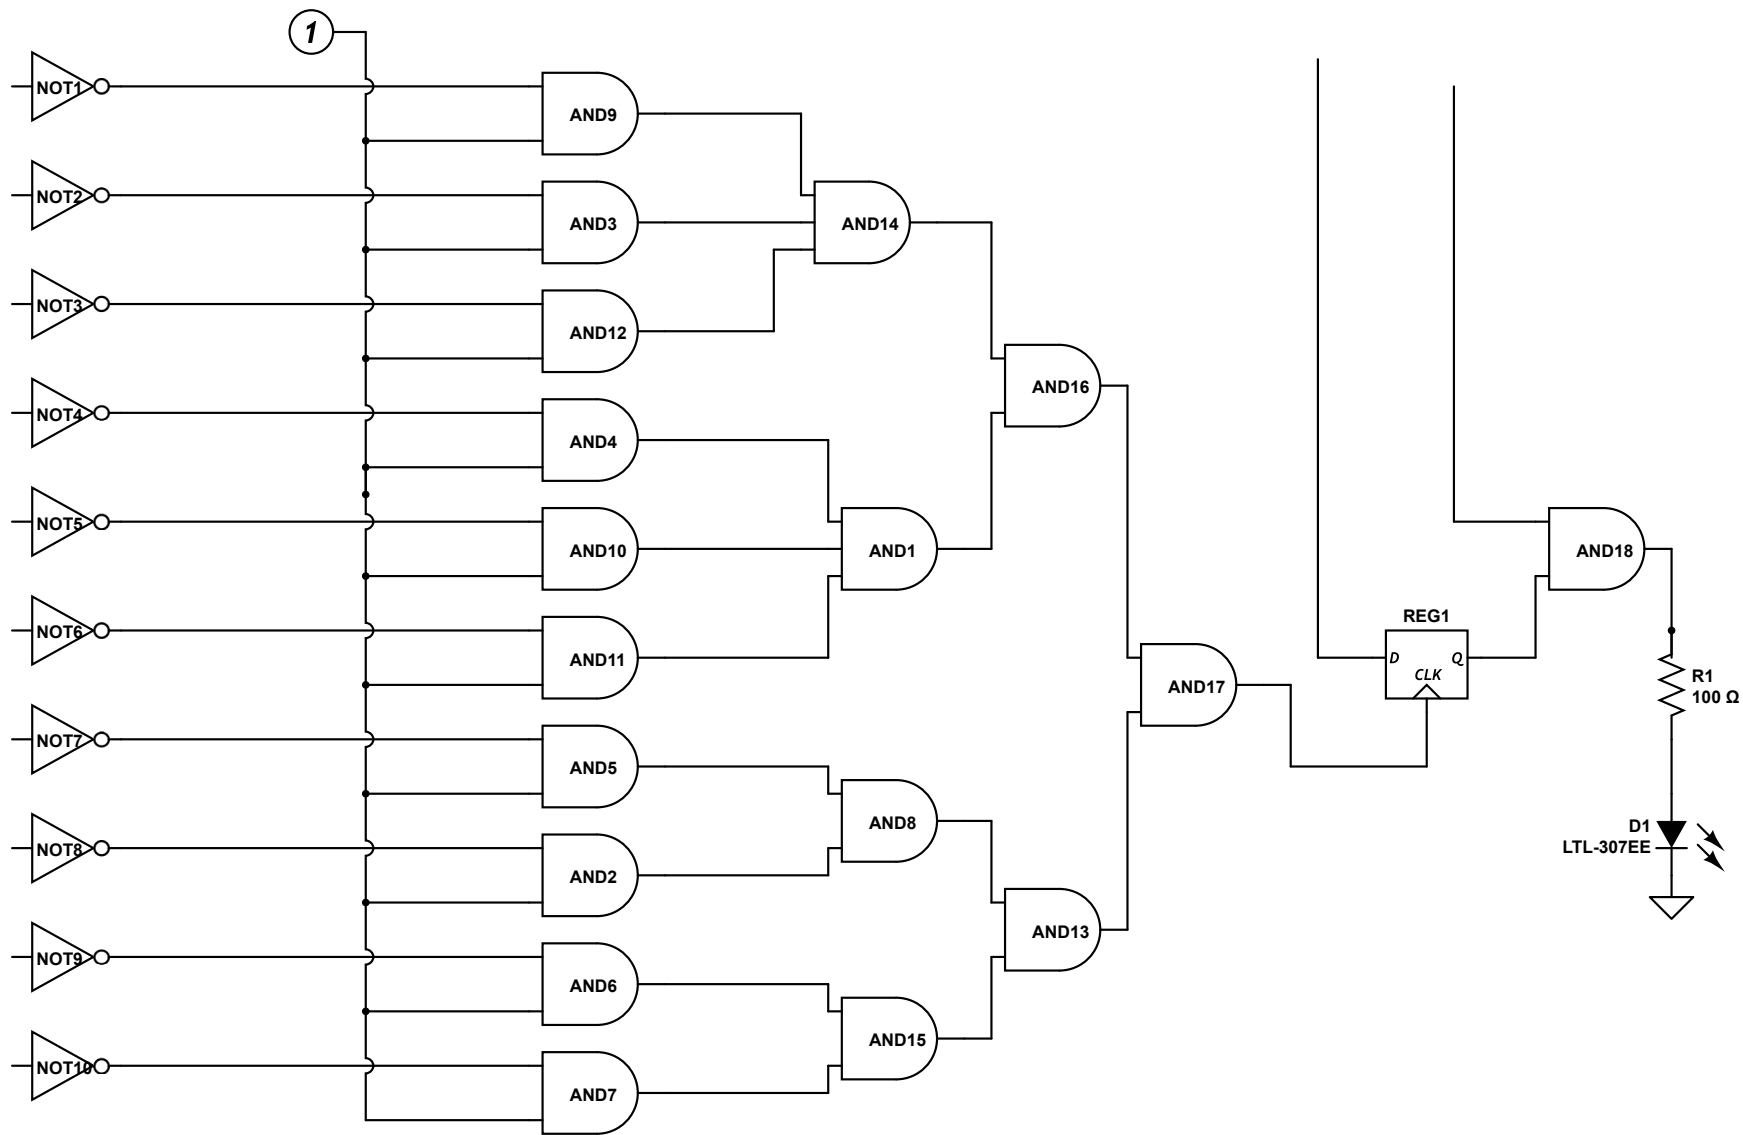 1
NOT1
AND9
NOT2
AND3
AND14
NOT3
AND12
AND16
NOT4
AND4
NOT5
AND10
AND1
AND18
NOT6
AND11
REG1
D Q
CLK
AND17
R1
100 Ω
NOT7
AND5
NOT8
AND2
AND8
D1
LTL-307EE
NOT9
AND6
AND13
NOT10
AND7
AND15